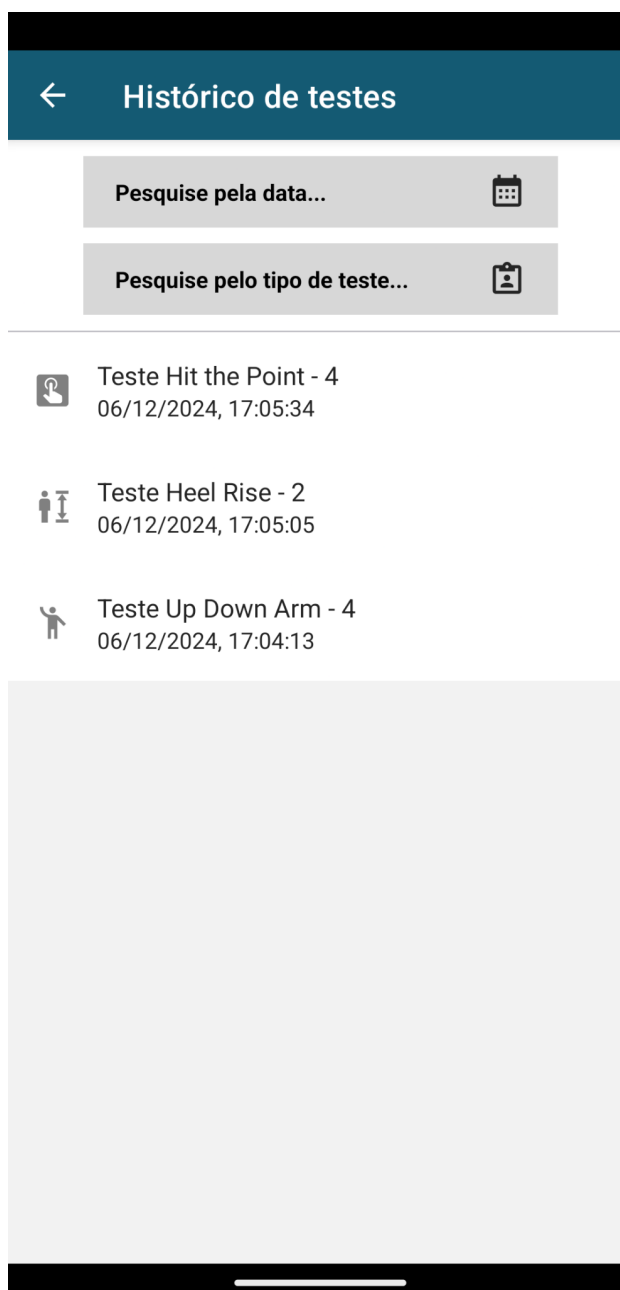 Histórico de testes
Pesquise pela data...
Pesquise pelo tipo de teste...
Teste Hit the Point - 4
06/12/2024, 17:05:34
Teste Heel Rise - 2
06/12/2024, 17:05:05
Teste Up Down Arm - 4
06/12/2024, 17:04:13